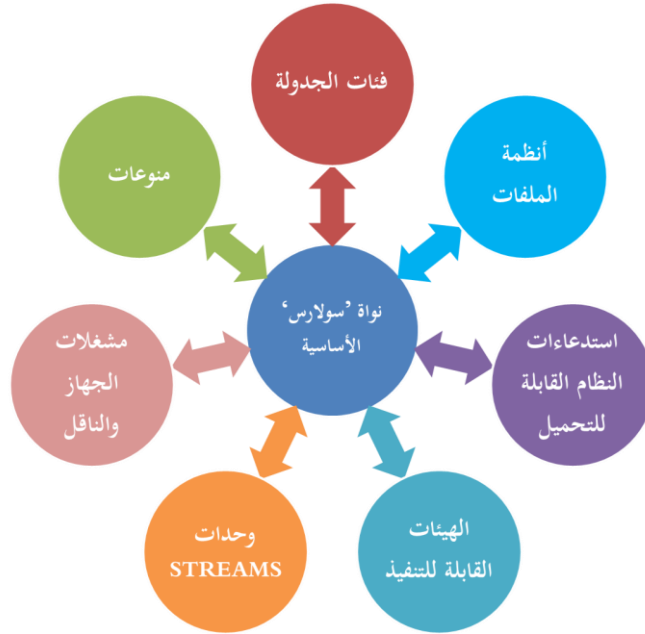 فئات الجدولة
أنظمة
الملفات
منوعات
نواة ‘سولارس‘
الأساسية
استدعاءات
النظام القابلة
للتحميل
مشغلات
الجهاز
والناقل
الهيئات
القابلة للتنفيذ
وحدات
STREAMS